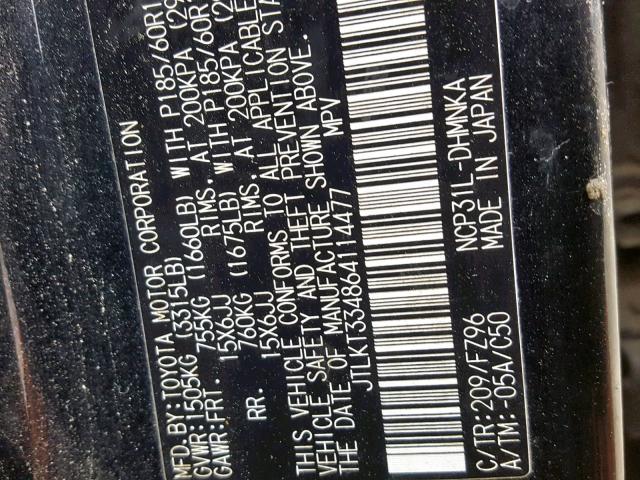 MFD.BY:TOYOTA MOTOR CORPORATION
GVWR:1505KG (3315LB)
GAWR:FRT. 755KG (1660LB) WITH P185/60R1
15X6JJ RIMS. AT 200KPA (29
RR. 760KG (1675LB) WITH P185/60R
15X6JJ RIMS. AT 200KPA (2
THIS VEHICLE CONFORMS TO ALL APPLICABLE
VEHICLE SAFETY AND THEFT PREVENTION STA
THE DATE OF MANUFACTURE SHOWN ABOVE.
JTLKT334864114477 MPV
NCP31L-DHMNKA
C/TR:209/FZ96 MADE IN JAPAN
A/TM:-05A/C50